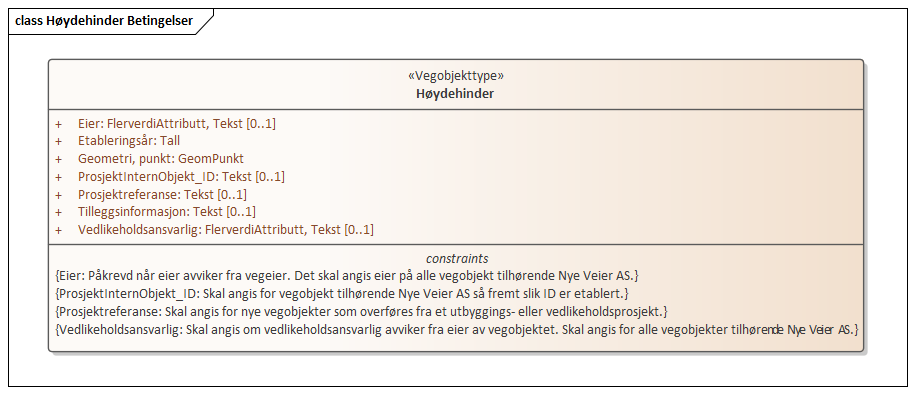 class Høydehinder Betingelser
«Vegobjekttype»
Høydehinder
+ Eier: FlerverdiAttributt, Tekst [0..1]
+ Etableringsår: Tall
+ Geometri, punkt: GeomPunkt
+ ProsjektInternObjekt_ID: Tekst [0..1]
+ Prosjektreferanse: Tekst [0..1]
+ Tilleggsinformasjon: Tekst [0..1]
+ Vedlikeholdsansvarlig: FlerverdiAttributt, Tekst [0..1]
constraints
{Eier: Påkrevd når eier avviker fra vegeier. Det skal angis eier på alle vegobjekt tilhørende Nye Veier AS.}
{ProsjektInternObjekt_ID: Skal angis for vegobjekt tilhørende Nye Veier AS så fremt slik ID er etablert.}
{Prosjektreferanse: Skal angis for nye vegobjekter som overføres fra et utbyggings- eller vedlikeholdsprosjekt.}
{Vedlikeholdsansvarlig: Skal angis om vedlikeholdsansvarlig avviker fra eier av vegobjektet. Skal angis for alle vegobjekter tilhørende Nye Veier AS.}